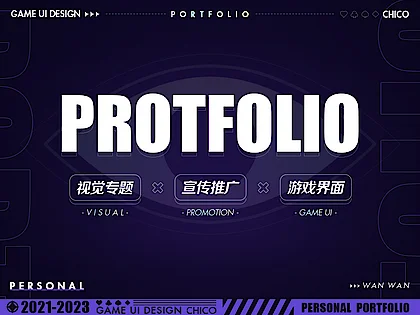 GAME UI DESIGN
PORTFOLIO
CHICO
PROTFOLIO
视觉专题
宣传推广
游戏界面
· VISUAL ·
· PROMOTION ·
· GAME UI ·
PERSONAL
WAN WAN
2021-2023
GAME UI DESIGN CHICO
PERSONAL PORTFOLIO